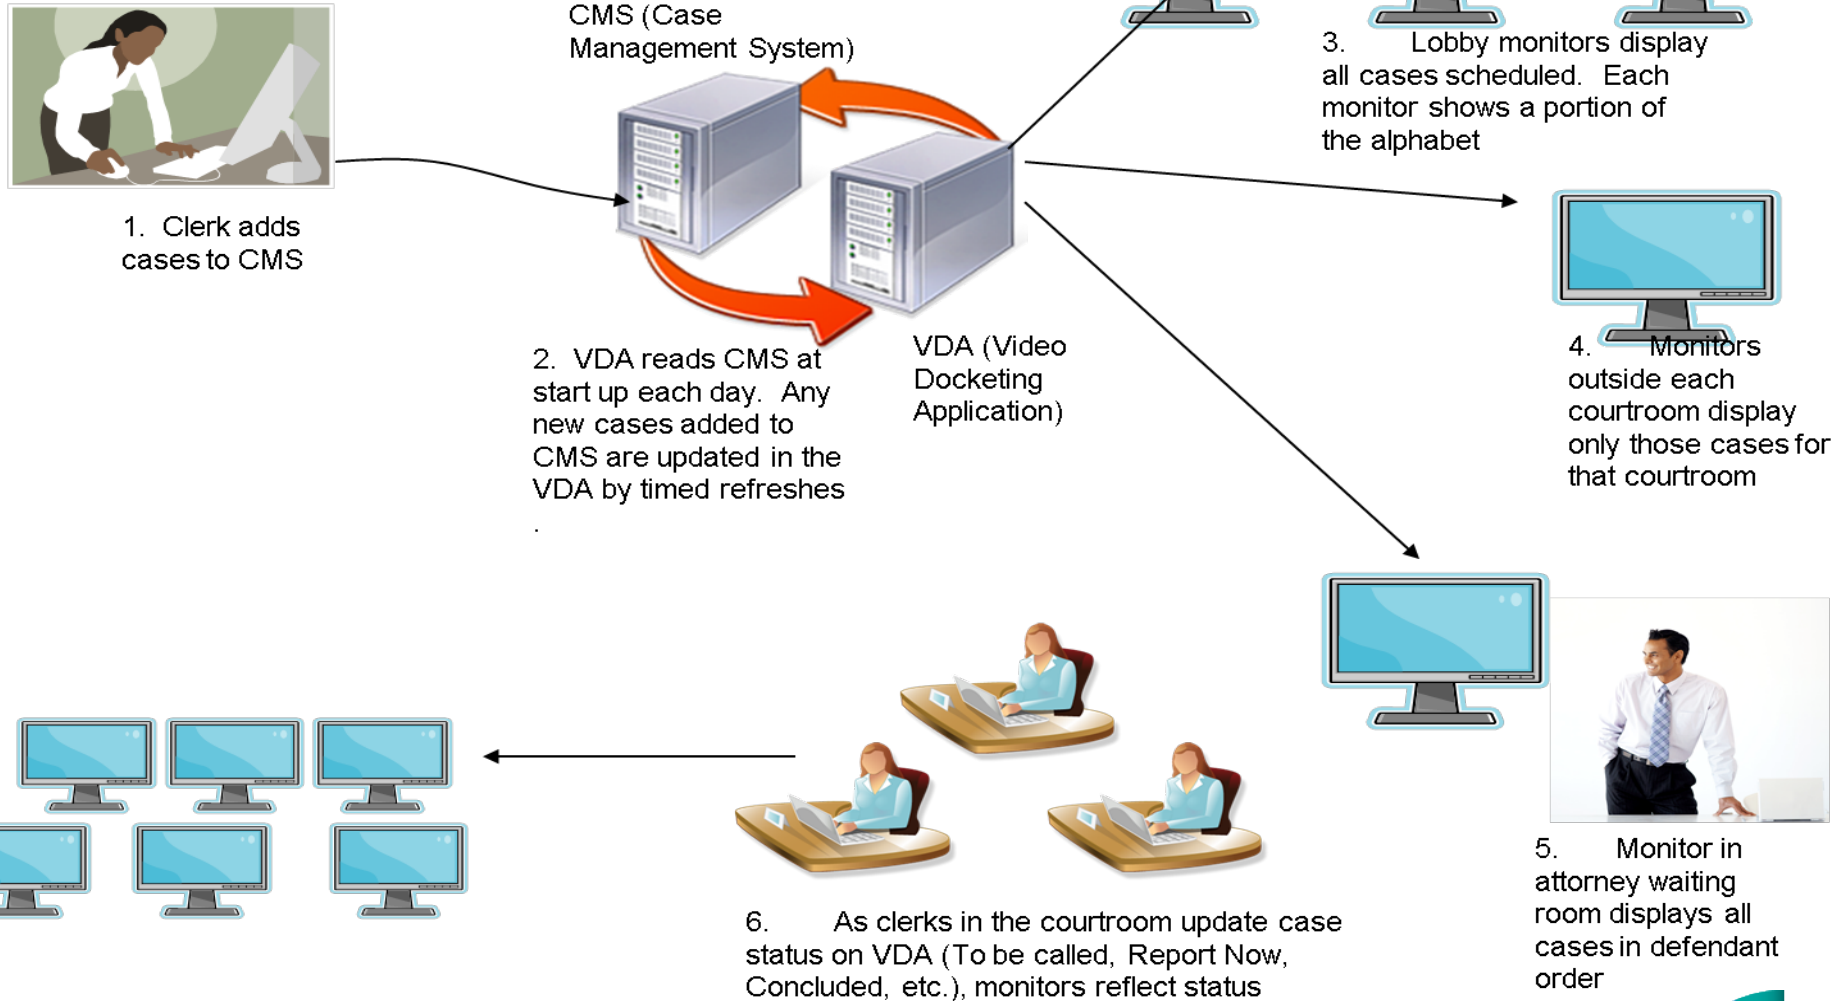 CMS (Case
Management System)
3. Lobby monitors display
all cases scheduled. Each
monitor shows a portion of
the alphabet
1. Clerk adds
cases to CMS
2. VDA reads CMS at
start up each day. Any
new cases added to
CMS are updated in the
VDA by timed refreshes
.
VDA (Video
Docketing
Application)
4. Monitors
outside each
courtroom display
only those cases for
that courtroom
5. Monitor in
attorney waiting
room displays all
cases in defendant
order
6. As clerks in the courtroom update case
status on VDA (To be called, Report Now,
Concluded, etc.), monitors reflect status